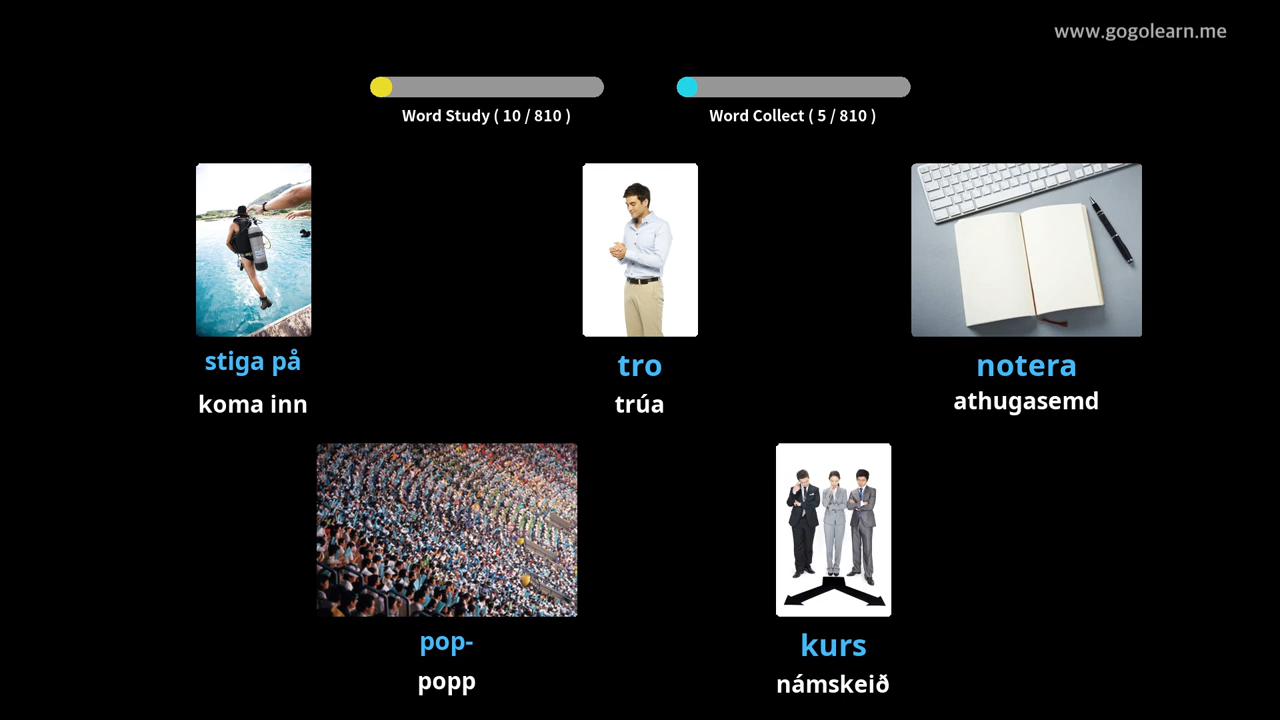 www.gogolearn.me
Word Study ( 10 / 810 )
Word Collect ( 5 / 810 )
stiga på
koma inn
tro
trúa
notera
athugasemd
pop-
popp
kurs
námskeið